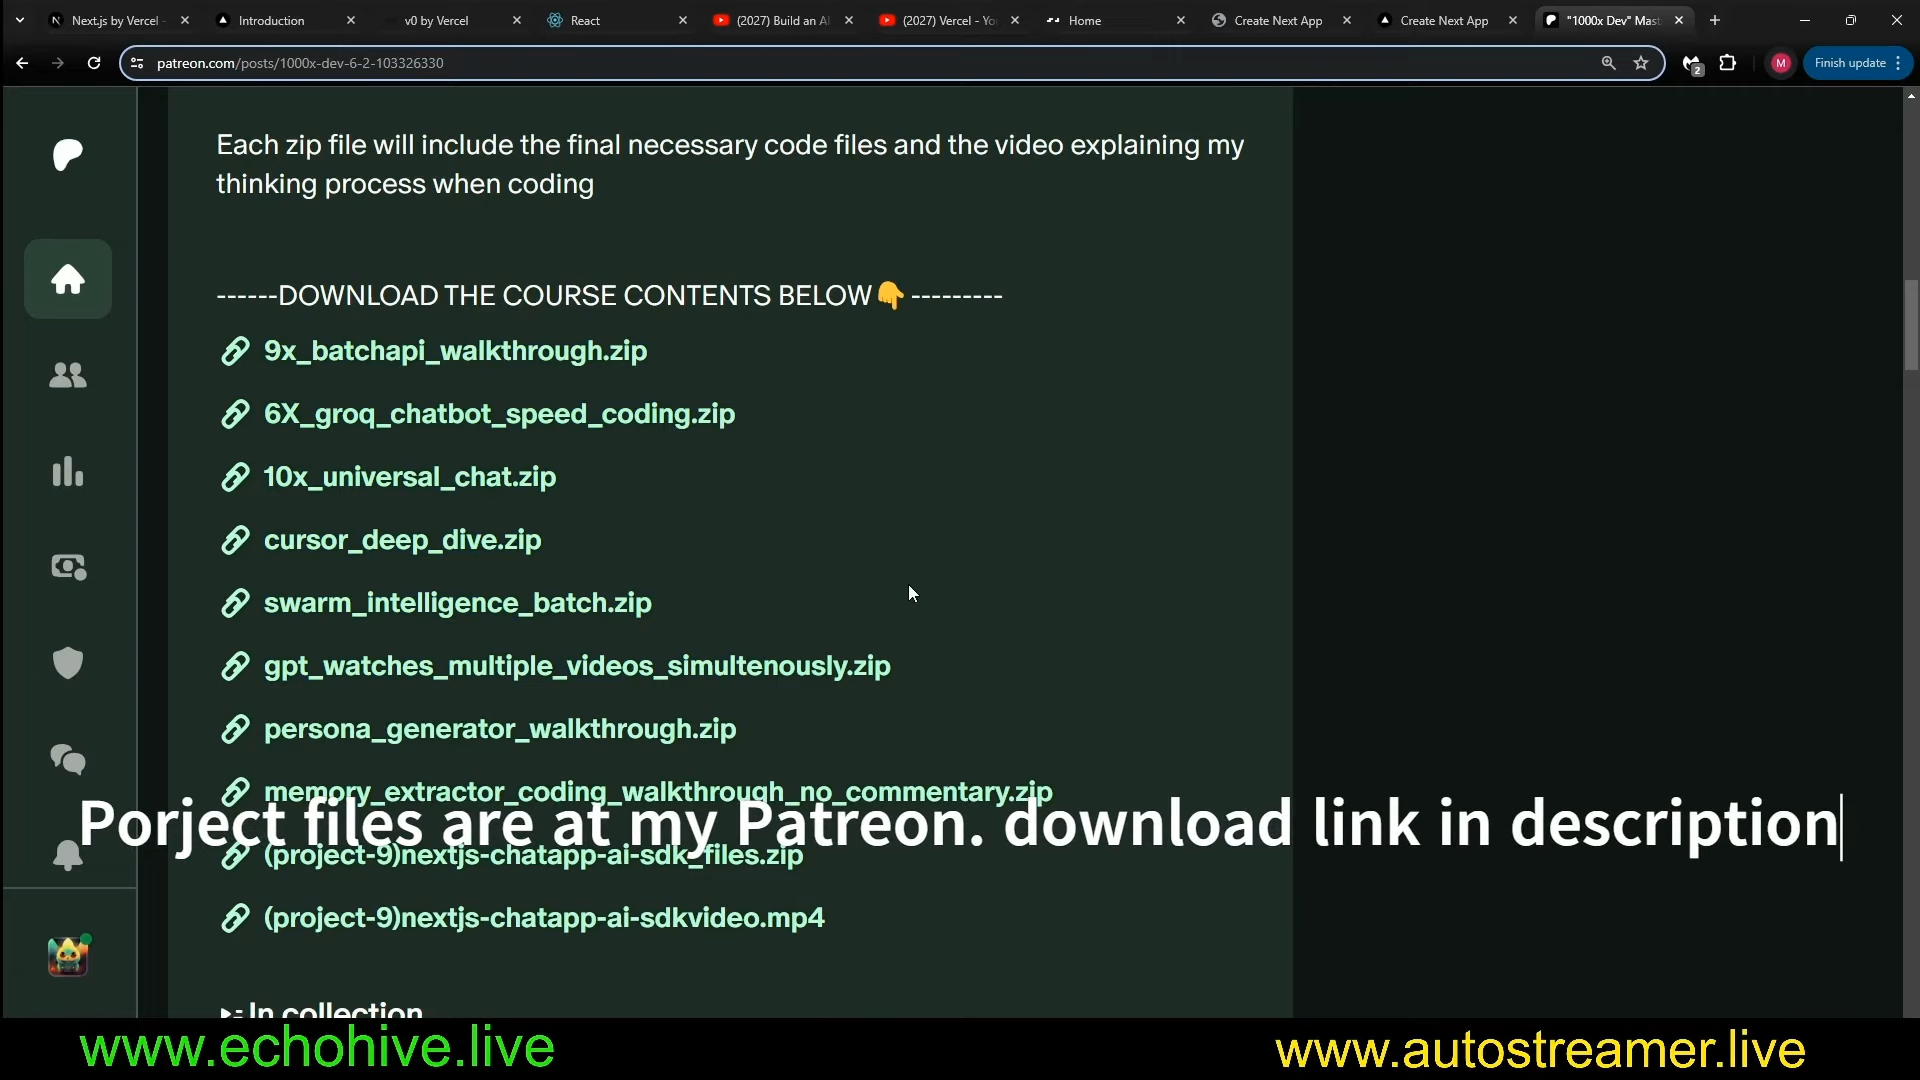 Next.js by Vercel
Introduction
v0 by Vercel
React
(2027) Build an AI
(2027) Vercel - Yo
Home
Create Next App
Create Next App
"1000x Dev" Mast
patreon.com/posts/1000x-dev-6-2-103326330
2
M
Finish update
Each zip file will include the final necessary code files and the video explaining my
thinking process when coding
------DOWNLOAD THE COURSE CONTENTS BELOW👇---------
9x_batchapi_walkthrough.zip
6X_groq_chatbot_speed_coding.zip
10x_universal_chat.zip
cursor_deep_dive.zip
swarm_intelligence_batch.zip
gpt_watches_multiple_videos_simultenously.zip
persona_generator_walkthrough.zip
memory_extractor_coding_walkthrough_no_commentary.zip
Porject files are at my Patreon. download link in description
(project-9)nextjs-chatapp-ai-sdk_files.zip
(project-9)nextjs-chatapp-ai-sdkvideo.mp4
In collection
www.echohive.live
www.autostreamer.live